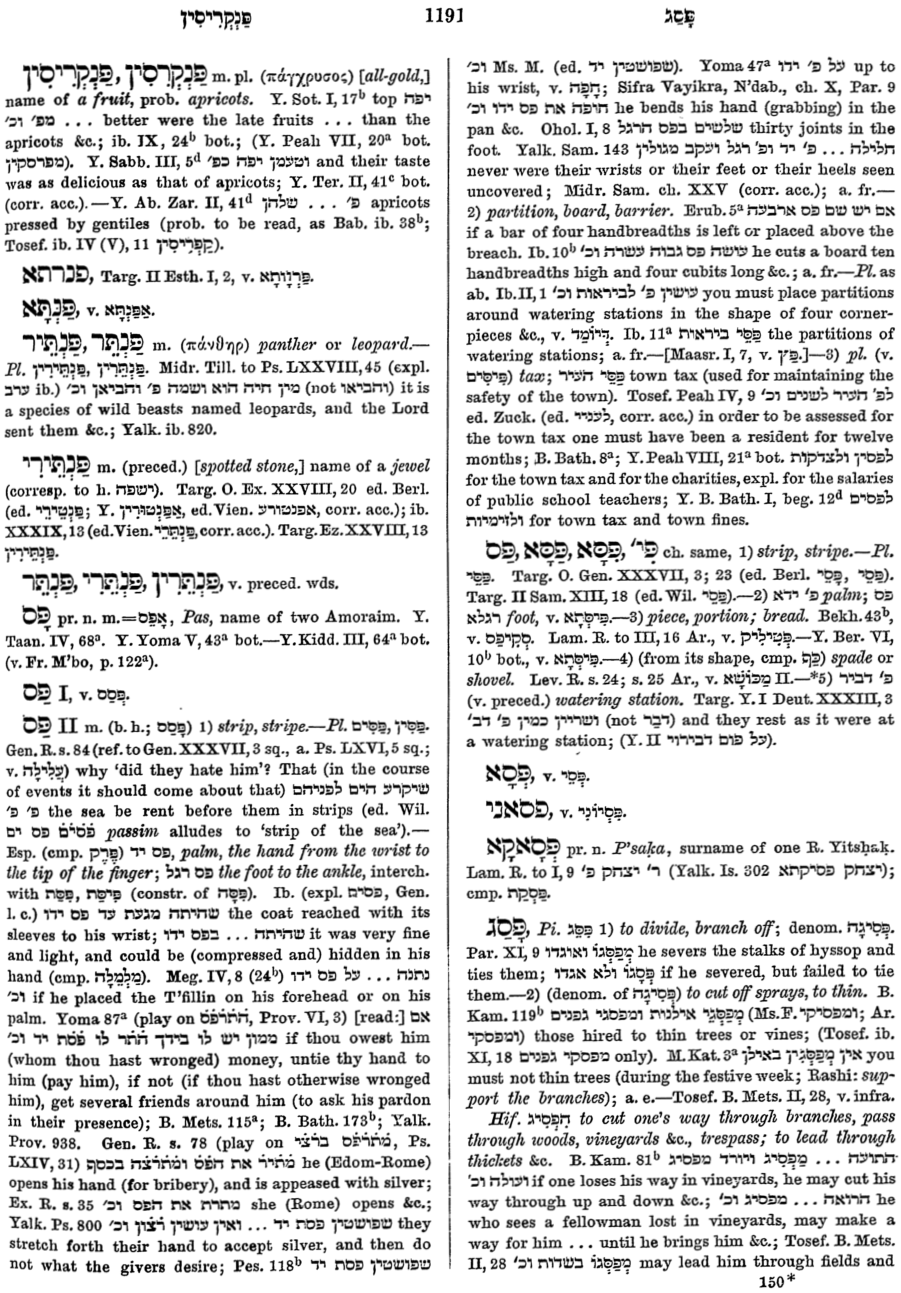 פַּנְקְרִיסִין 1191 פָּסַג
פַּנְקְרִסִין, פַּנְקְרִיסִין m. pl. (πάγχρυσος) [all-gold,]
name of a fruit, prob. apricots. Y. Sot. I, 17b top יפה
מפ׳ וכ׳ ... better were the late fruits ... than the
apricots &c.; ib. IX, 24b bot.; (Y. Peah VII, 20a bot.
מפרסקין). Y. Sabb. III, 5d וטעמן יפה כפ׳ and their taste
was as delicious as that of apricots; Y. Ter. II, 41c bot.
(corr. acc.).—Y. Ab. Zar. II, 41d פ׳ ... שלהן apricots
pressed by gentiles (prob. to be read, as Bab. ib. 38b;
Tosef. ib. IV (V), 11 קַפְּרִיסִין).
פנרתא, Targ. II Esth. I, 2, v. פַּרְוָותָא.
פַּנְתָּא, v. אַפַּנְתָּא.
פַּנְתֵּר, פַּנְתֵּיר m. (πάνθηρ) panther or leopard.—
Pl. פַּנְתֵּרִין, פַּנְתֵּירִין. Midr. Till. to Ps. LXXVIII, 45 (expl.
ערב ib.) מין חיה הוא ושמה פ׳ והביאן וכ׳ (not והביאו) it is
a species of wild beasts named leopards, and the Lord
sent them &c.; Yalk. ib. 820.
פַּנְתֵּירִי m. (preced.) [spotted stone,] name of a jewel
(corresp. to h. ישפה). Targ. O. Ex. XXVIII, 20 ed. Berl.
(ed. פַּנְטֵירֵי; Y. אַפַּנְטוּרִין, ed. Vien. אפנטורע, corr. acc.); ib.
XXXIX, 13 (ed. Vien. פַּנְתְּרֵי, corr. acc.). Targ. Ez. XXVIII, 13
פַּנְתֵּירִין.
פַּנְתֵּרִין, פַּנְתֵּרִי, פַּנְתֵּר, v. preced. wds.
פָּס pr. n. m.=אַפָּס, Pas, name of two Amoraim. Y.
Taan. IV, 68a. Y. Yoma V, 43a bot.—Y. Kidd. III, 64a bot.
(v. Fr. M'bo, p. 122a).
פַּס I, v. פסס.
פַּס II m. (b. h.; פסס) 1) strip, stripe.—Pl. פַּסִּים, פַּסִּין.
Gen. R. s. 84 (ref. to Gen. XXXVII, 3 sq., a. Ps. LXVI, 5 sq.;
v. עֲלִילָה) why 'did they hate him'? That (in the course
of events it should come about that) שיקרע הים לפניהם
פ׳ פ׳ the sea be rent before them in strips (ed. Wil.
פסים פס ים passim alludes to 'strip of the sea').—
Esp. (cmp. פֶּרֶק) פס יד, palm, the hand from the wrist to
the tip of the finger; פס רגל the foot to the ankle, interch.
with פִּסַּת, פִּיסַּת (constr. of פִּסָּה). Ib. (expl. פסים, Gen.
l. c.) שהיתה מגעת עד פס ידו the coat reached with its
sleeves to his wrist; שהיתה ... בפס ידו it was very fine
and light, and could be (compressed and) hidden in his
hand (cmp. מְלְמֵלָה). Meg. IV, 8 (24b) נתנה ... על פס ידו
וכ׳ if he placed the T'fillin on his forehead or on his
palm. Yoma 87a (play on התרפס, Prov. VI, 3) [read:] אם
ממון יש לו בידך התר לו פסת יד וכ׳ if thou owest him
(whom thou hast wronged) money, untie thy hand to
him (pay him), if not (if thou hast otherwise wronged
him), get several friends around him (to ask his pardon
in their presence); B. Mets. 115a; B. Bath. 173b; Yalk.
Prov. 938. Gen. R. s. 78 (play on מתרפס ברצי, Ps.
LXIV, 31) מתיר את הפס ומתרצה בכסף he (Edom-Rome)
opens his hand (for bribery), and is appeased with silver;
Ex. R. s. 35 מתרת את הפס וכ׳ she (Rome) opens &c.;
Yalk. Ps. 800 שפושטין פסת יד ... ואין עושין רצון וכ׳ they
stretch forth their hand to accept silver, and then do
not what the givers desire; Pes. 118b שפושטין פסת יד
וכ׳ Ms. M. (ed. שפושטין יד). Yoma 47a על פ׳ ידו up to
his wrist, v. חָפָה; Sifra Vayikra, N'dab., ch. X, Par. 9
חופה את פס ידו וכ׳ he bends his hand (grabbing) in the
pan &c. Ohol. I, 8 שלשים בפס הרגל thirty joints in the
foot. Yalk. Sam. 143 חלילה ... פ׳ יד ופ׳ רגל ועקב מגולין
never were their wrists or their feet or their heels seen
uncovered; Midr. Sam. ch. XXV (corr. acc.); a. fr.—
2) partition, board, barrier. Erub. 5a אם יש שם פס ארבעה
if a bar of four handbreadths is left or placed above the
breach. Ib. 10b עושה פס גבוה עשרה וכ׳ he cuts a board ten
handbreadths high and four cubits long &c.; a. fr.—Pl. as
ab. Ib. II, 1 עושין פ׳ לביראות וכ׳ you must place partitions
around watering stations in the shape of four corner-
pieces &c., v. דְּיוֹמָד. Ib. 11a פַּסֵּי ביראות the partitions of
watering stations; a. fr.—[Maasr. I, 7, v. פַּץ.]—3) pl. (v.
פִּיסִּים) tax; פַּסֵּי העיר town tax (used for maintaining the
safety of the town). Tosef. Peah IV, 9 לפ׳ העיר לשנים וכ׳
ed. Zuck. (ed. לעניי, corr. acc.) in order to be assessed for
the town tax one must have been a resident for twelve
months; B. Bath. 8a; Y. Peah VIII, 21a bot. לפסין ולצדקות
for the town tax and for the charities, expl. for the salaries
of public school teachers; Y. B. Bath. I, beg. 12d לפסים
ולזימיות for town tax and town fines.
פַּס, פַּסָּא, פִּסָּא, פִּי׳ ch. same, 1) strip, stripe.—Pl.
פַּסֵּי. Targ. O. Gen. XXXVII, 3; 23 (ed. Berl. פַּסֵּי, פְּסֵי).
Targ. II Sam. XIII, 18 (ed. Wil. פַּסֵּי).—2) פ׳ ידא palm; פס
רגלא foot, v. פִּיסְּתָא.—3) piece, portion; bread. Bekh. 43b,
v. סְקִיפַּס. Lam. R. to III, 16 Ar., v. פְּטִילִיק.—Y. Ber. VI,
10b bot., v. פִּיסְּתָא.—4) (from its shape, cmp. כַּף) spade or
shovel. Lev. R. s. 24; s. 25 Ar., v. מַכּוֹשָׁא II.—*5) פ׳ דביר
(v. preced.) watering station. Targ. Y. I Deut. XXXIII, 3
ושריין כמין פ׳ דב׳ (not דְבַר) and they rest as it were at
a watering station; (Y. II על פום דבירוי).
פְּסָא, v. פְּסֵי.
פסאני, v. פַּסְיוֹנֵי.
פְּסָאקָא pr. n. P'saḳa, surname of one R. Yitsḥaḳ.
Lam. R. to I, 9 ר׳ יצחק פ׳ (Yalk. Is. 302 יצחק פסיקתא);
cmp. פַּסְקַת.
פָּסַג, Pi. פִּסֵּג 1) to divide, branch off; denom. פְּסִיגָה.
Par. XI, 9 מְפַסְּגוֹ ואוגדו he severs the stalks of hyssop and
ties them; פִּסְּגוֹ ולא אגדו if he severed, but failed to tie
them.—2) (denom. of פְּסִיגָה) to cut off sprays, to thin. B.
Kam. 119b מְפַסְּגֵי אילנות ומפסגי גפנים (Ms. F. ומפסיקי; Ar.
ומפסקי) those hired to thin trees or vines; (Tosef. ib.
XI, 18 מפסקי גפנים only). M. Kat. 3a אין מְפַסְּגִין באילן you
must not thin trees (during the festive week; Rashi: sup-
port the branches); a. e.—Tosef. B. Mets. II, 28, v. infra.
Hif. הִפְסִיג to cut one's way through branches, pass
through woods, vineyards &c., trespass; to lead through
thickets &c. B. Kam. 81b התועה ... מַפְסִיג ויורד מפסיג
ועולה וכ׳ if one loses his way in vineyards, he may cut his
way through up and down &c.; הרואה ... מפסיג וכ׳ he
who sees a fellowman lost in vineyards, may make a
way for him ... until he brings him &c.; Tosef. B. Mets.
II, 28 מְפַסְּגוֹ בשדות וכ׳ may lead him through fields and
150*